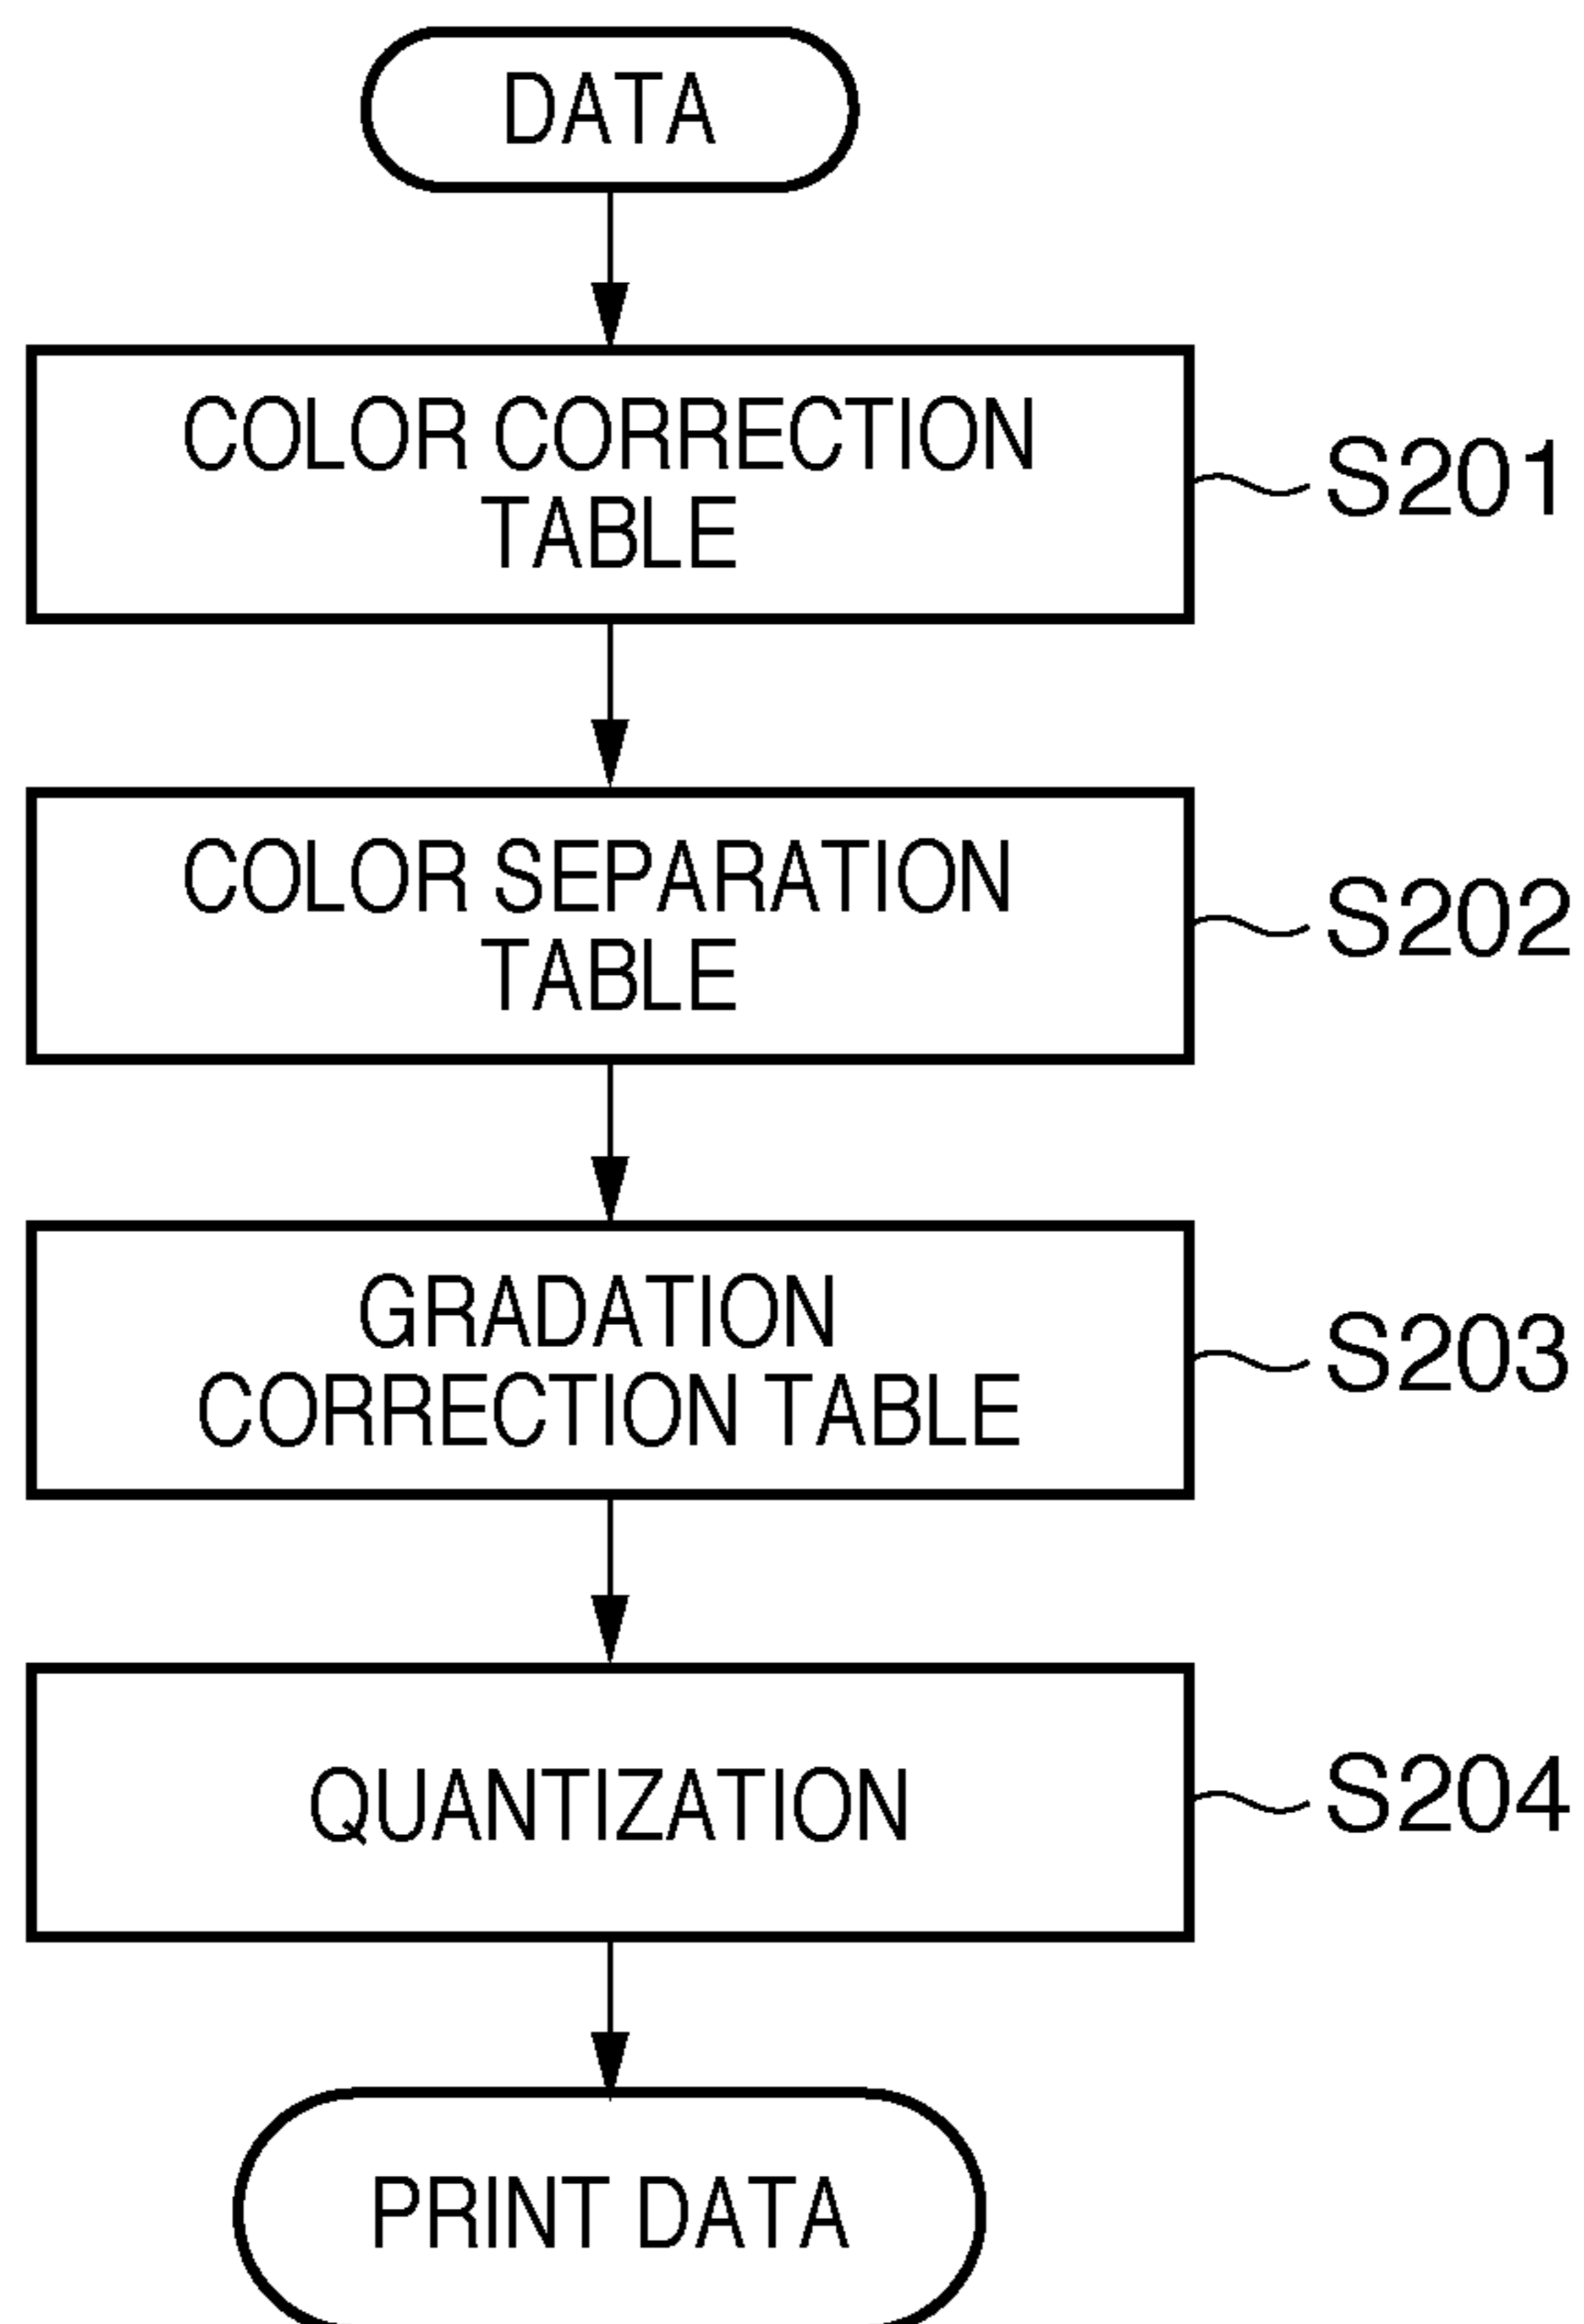 DATA
COLOR CORRECTION
TABLE
S201
COLOR SEPARATION
TABLE
S202
GRADATION
CORRECTION TABLE
S203
QUANTIZATION
S204
PRINT DATA